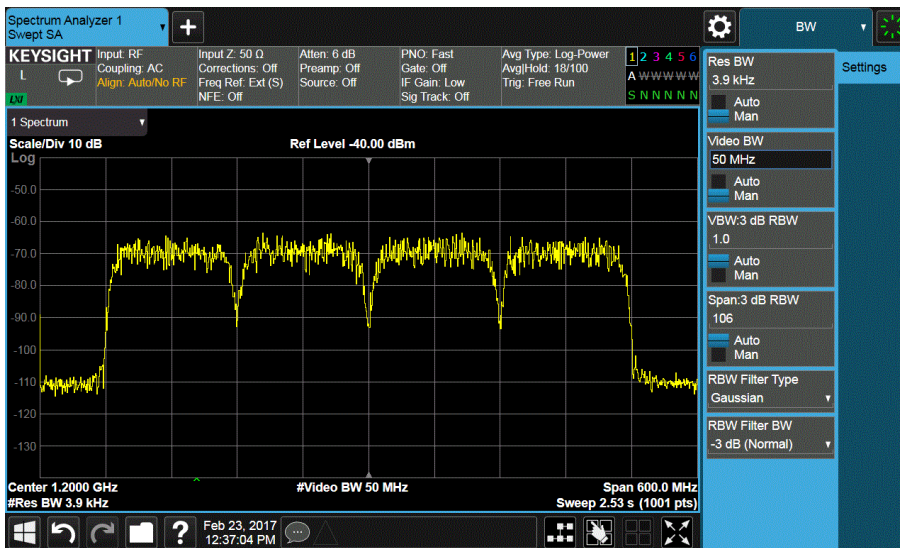 Spectrum Analyzer 1
Swept SA
+
BW
KEYSIGHT
L
LXI
Input: RF
Coupling: AC
Align: Auto/No RF
Input Z: 50 Ω
Corrections: Off
Freq Ref: Ext (S)
NFE: Off
Atten: 6 dB
Preamp: Off
Source: Off
PNO: Fast
Gate: Off
IF Gain: Low
Sig Track: Off
Avg Type: Log-Power
Avg|Hold: 18/100
Trig: Free Run
1 2 3 4 5 6
A W W W W W
S N N N N N
1 Spectrum
Scale/Div 10 dB
Ref Level -40.00 dBm
Log
-50.0
-60.0
-70.0
-80.0
-90.0
-100
-110
-120
-130
Center 1.2000 GHz
#Video BW 50 MHz
Span 600.0 MHz
#Res BW 3.9 kHz
Sweep 2.53 s (1001 pts)
Res BW
3.9 kHz
Auto
Man
Video BW
50 MHz
Auto
Man
VBW:3 dB RBW
1.0
Auto
Man
Span:3 dB RBW
106
Auto
Man
RBW Filter Type
Gaussian
RBW Filter BW
-3 dB (Normal)
Settings
?
Feb 23, 2017
12:37:04 PM